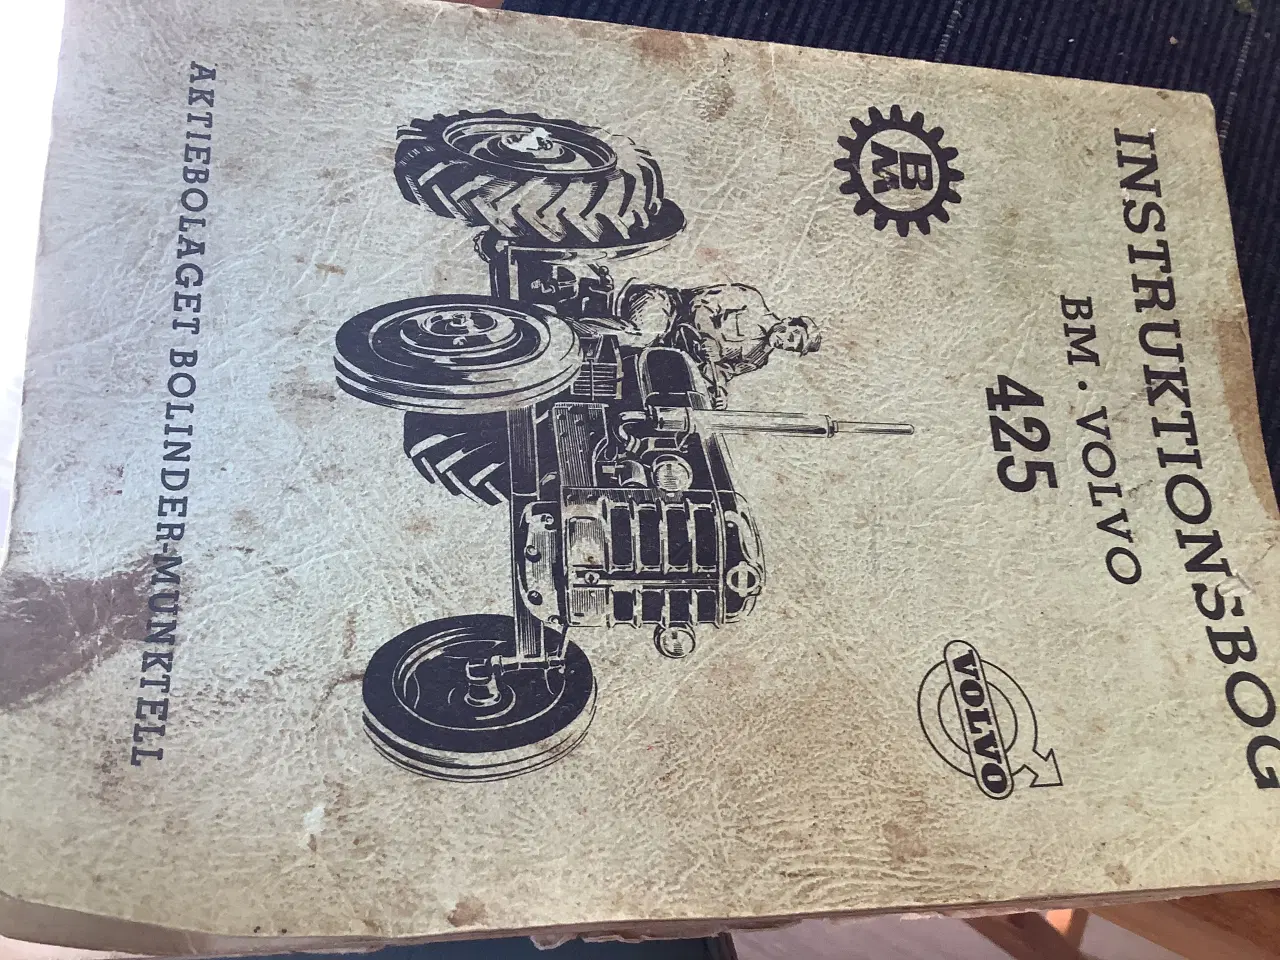 INSTRUKTIONSBOG
BM · VOLVO
425
BM
VOLVO
AKTIEBOLAGET BOLINDER-MUNKTELL